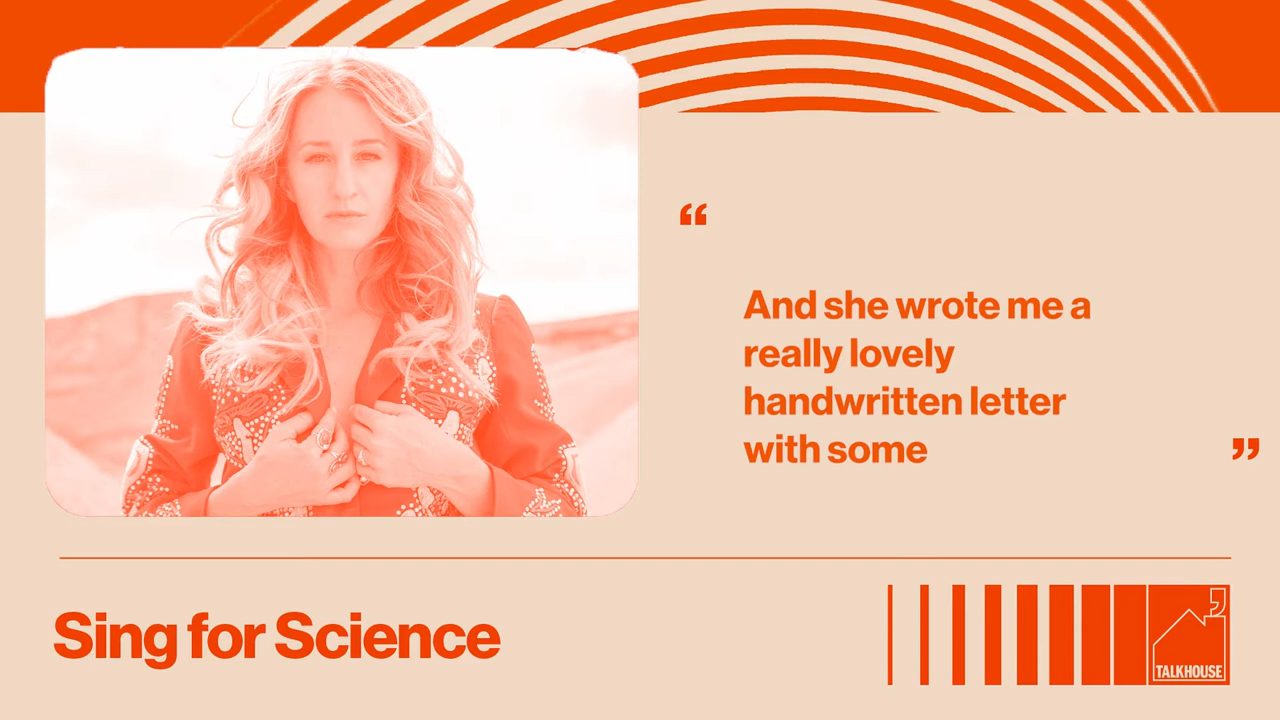 “
And she wrote me a
really lovely
handwritten letter
with some
”
Sing for Science
TALKHOUSE